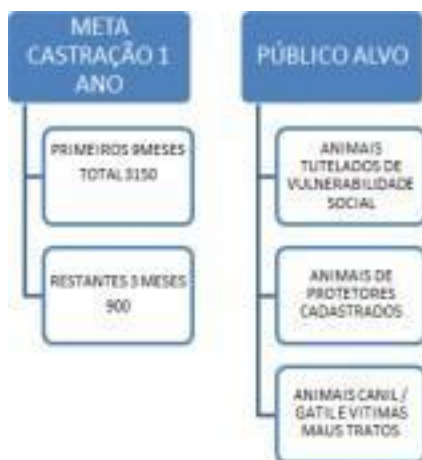 META
CASTRAÇÃO 1
ANO
PRIMEIROS 9MESES
TOTAL 3150
RESTANTES 3 MESES
900
PÚBLICO ALVO
ANIMAIS
TUTELADOS DE
VULNERABILIDADE
SOCIAL
ANIMAIS DE
PROTETORES
CADASTRADOS
ANIMAIS CANIL /
GATIL E VITIMAS
MAUS TRATOS